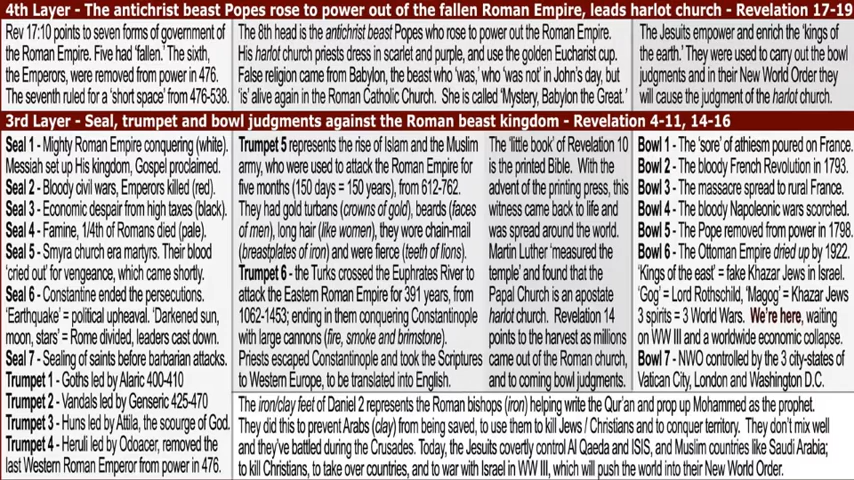 4th Layer - The antichrist beast Popes rose to power out of the fallen Roman Empire, leads harlot church - Revelation 17-19
Rev 17:10 points to seven forms of government of
the Roman Empire. Five had 'fallen.' The sixth,
the Emperors, were removed from power in 476.
The seventh ruled for a 'short space' from 476-538.
The 8th head is the antichrist beast Popes who rose to power out the Roman Empire.
His harlot church priests dress in scarlet and purple, and use the golden Eucharist cup.
False religion came from Babylon, the beast who 'was,' who 'was not' in John's day, but
'is' alive again in the Roman Catholic Church. She is called 'Mystery, Babylon the Great.'
The Jesuits empower and enrich the 'kings of
the earth.' They were used to carry out the bowl
judgments and in their New World Order they
will cause the judgment of the harlot church.
3rd Layer - Seal, trumpet and bowl judgments against the Roman beast kingdom - Revelation 4-11, 14-16
Seal 1 - Mighty Roman Empire conquering (white).
Messiah set up His kingdom, Gospel proclaimed.
Seal 2 - Bloody civil wars, Emperors killed (red).
Seal 3 - Economic despair from high taxes (black).
Seal 4 - Famine, 1/4th of Romans died (pale).
Seal 5 - Smyra church era martyrs. Their blood
'cried out' for vengeance, which came shortly.
Seal 6 - Constantine ended the persecutions.
'Earthquake' = political upheaval. 'Darkened sun,
moon, stars' = Rome divided, leaders cast down.
Seal 7 - Sealing of saints before barbarian attacks.
Trumpet 1 - Goths led by Alaric 400-410
Trumpet 2 - Vandals led by Genseric 425-470
Trumpet 3 - Huns led by Attila, the scourge of God.
Trumpet 4 - Heruli led by Odoacer, removed the
last Western Roman Emperor from power in 476.
Trumpet 5 represents the rise of Islam and the Muslim
army, who were used to attack the Roman Empire for
five months (150 days = 150 years), from 612-762.
They had gold turbans (crowns of gold), beards (faces
of men), long hair (like women), they wore chain-mail
(breastplates of iron) and were fierce (teeth of lions).
Trumpet 6 - the Turks crossed the Euphrates River to
attack the Eastern Roman Empire for 391 years, from
1062-1453; ending in them conquering Constantinople
with large cannons (fire, smoke and brimstone).
Priests escaped Constantinople and took the Scriptures
to Western Europe, to be translated into English.
The 'little book' of Revelation 10
is the printed Bible. With the
advent of the printing press, this
witness came back to life and
was spread around the world.
Martin Luther 'measured the
temple' and found that the
Papal Church is an apostate
harlot church. Revelation 14
points to the harvest as millions
came out of the Roman church,
and to coming bowl judgments.
Bowl 1 - The 'sore' of athiesm poured on France.
Bowl 2 - the bloody French Revolution in 1793.
Bowl 3 - The massacre spread to rural France.
Bowl 4 - The bloody Napoleonic wars scorched.
Bowl 5 - The Pope removed from power in 1798.
Bowl 6 - The Ottoman Empire dried up by 1922.
'Kings of the east' = fake Khazar Jews in Israel.
'Gog' = Lord Rothschild, 'Magog' = Khazar Jews
3 spirits = 3 World Wars. We're here, waiting
on WW III and a worldwide economic collapse.
Bowl 7 - NWO controlled by the 3 city-states of
Vatican City, London and Washington D.C.
The iron/clay feet of Daniel 2 represents the Roman bishops (iron) helping write the Qur'an and prop up Mohammed as the prophet.
They did this to prevent Arabs (clay) from being saved, to use them to kill Jews / Christians and to conquer territory. They don't mix well
and they've battled during the Crusades. Today, the Jesuits covertly control Al Qaeda and ISIS, and Muslim countries like Saudi Arabia;
to kill Christians, to take over countries, and to war with Israel in WW III, which will push the world into their New World Order.